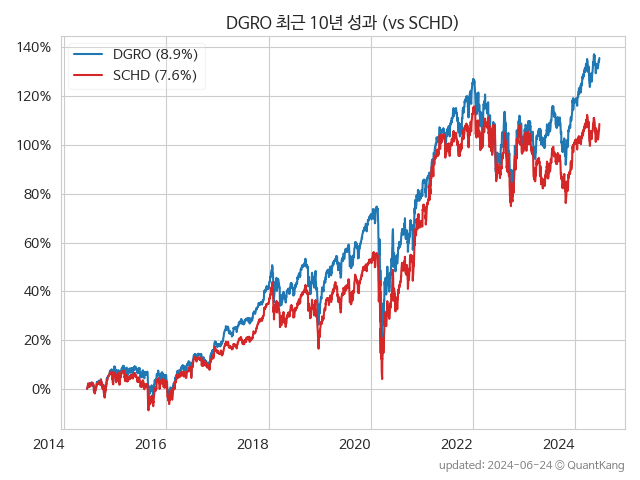 DGRO 최근 10년 성과 (vs SCHD)
DGRO (8.9%)
SCHD (7.6%)
140%
120%
100%
80%
60%
40%
20%
0%
2014 2016 2018 2020 2022 2024
updated: 2024-06-24 © QuantKang